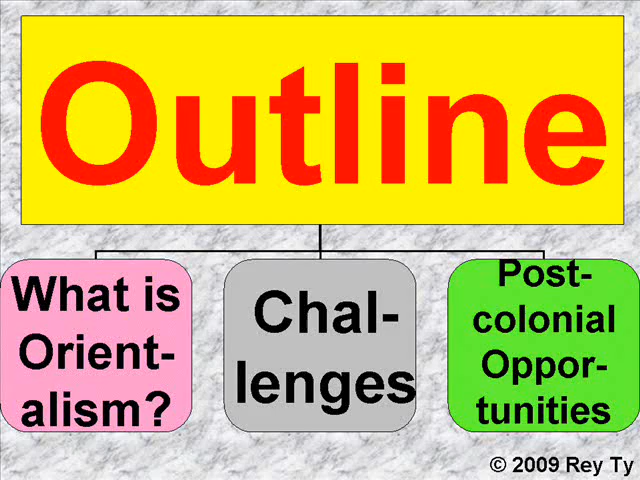 Outline
What is
Orient-
alism?
Chal-
lenges
Post-
colonial
Oppor-
tunities
© 2009 Rey Ty